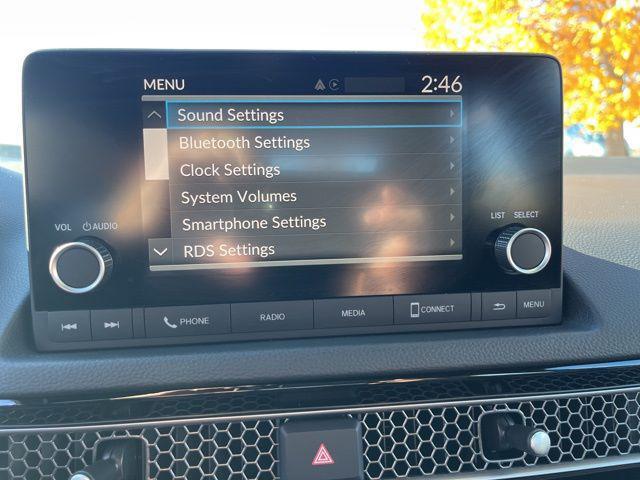 MENU 2:46
Sound Settings
Bluetooth Settings
Clock Settings
System Volumes
Smartphone Settings
RDS Settings
VOL AUDIO
LIST SELECT
PHONE RADIO MEDIA CONNECT MENU